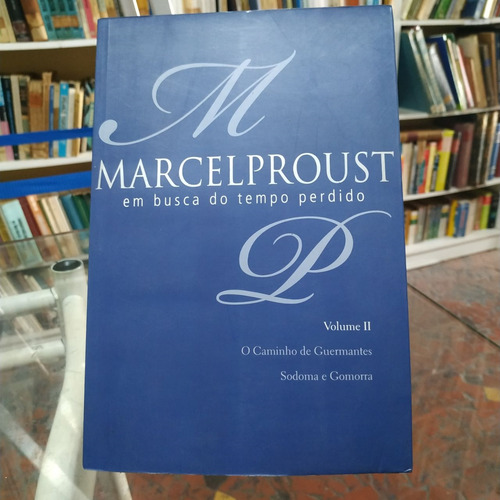 M
MARCELPROUST
em busca do tempo perdido
P
Volume II
O Caminho de Guermantes
Sodoma e Gomorra